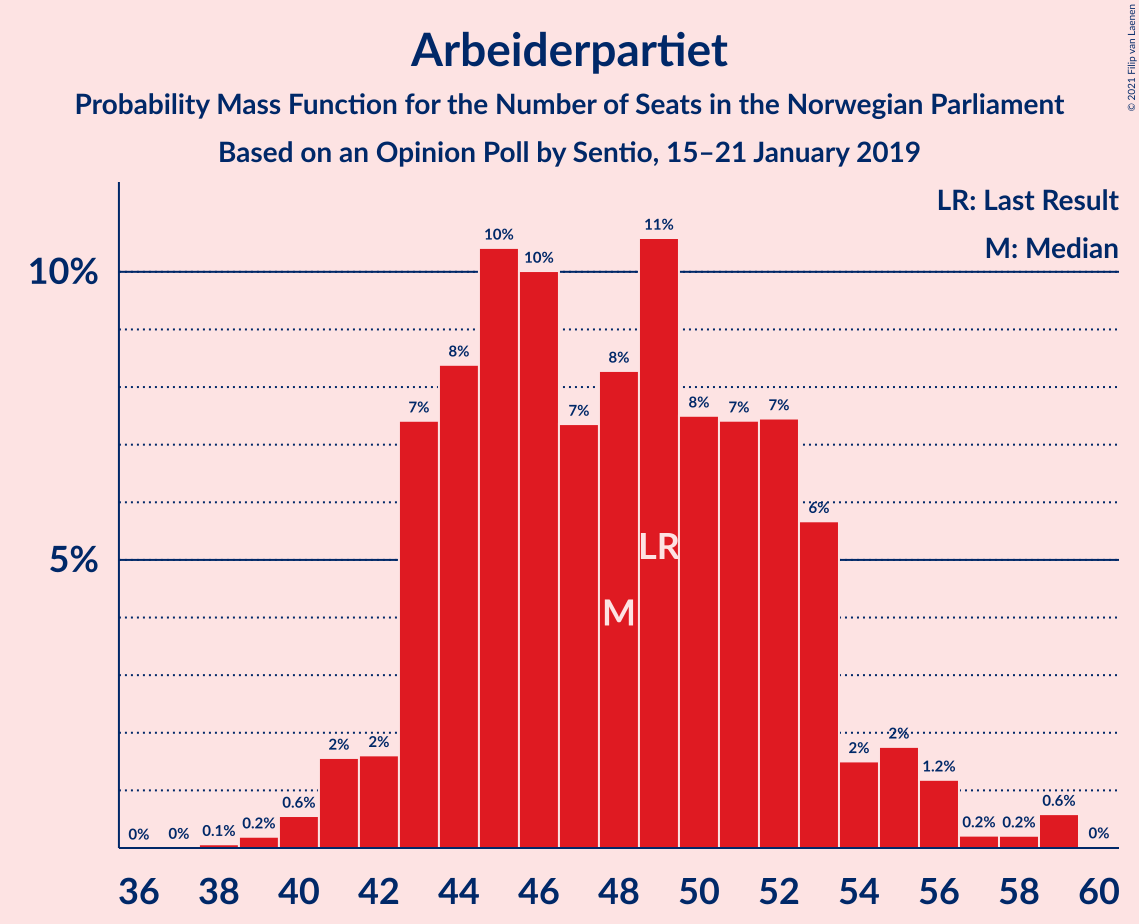 Arbeiderpartiet
Probability Mass Function for the Number of Seats in the Norwegian Parliament
Based on an Opinion Poll by Sentio, 15–21 January 2019
© 2021 Filip van Laenen
LR: Last Result
M: Median
10%
5%
0% 0% 0.1% 0.2% 0.6% 2% 2% 7% 8% 10% 10% 7% 8% 11% 8% 7% 7% 6% 2% 2% 1.2% 0.2% 0.2% 0.6% 0%
LR
M
36 38 40 42 44 46 48 50 52 54 56 58 60